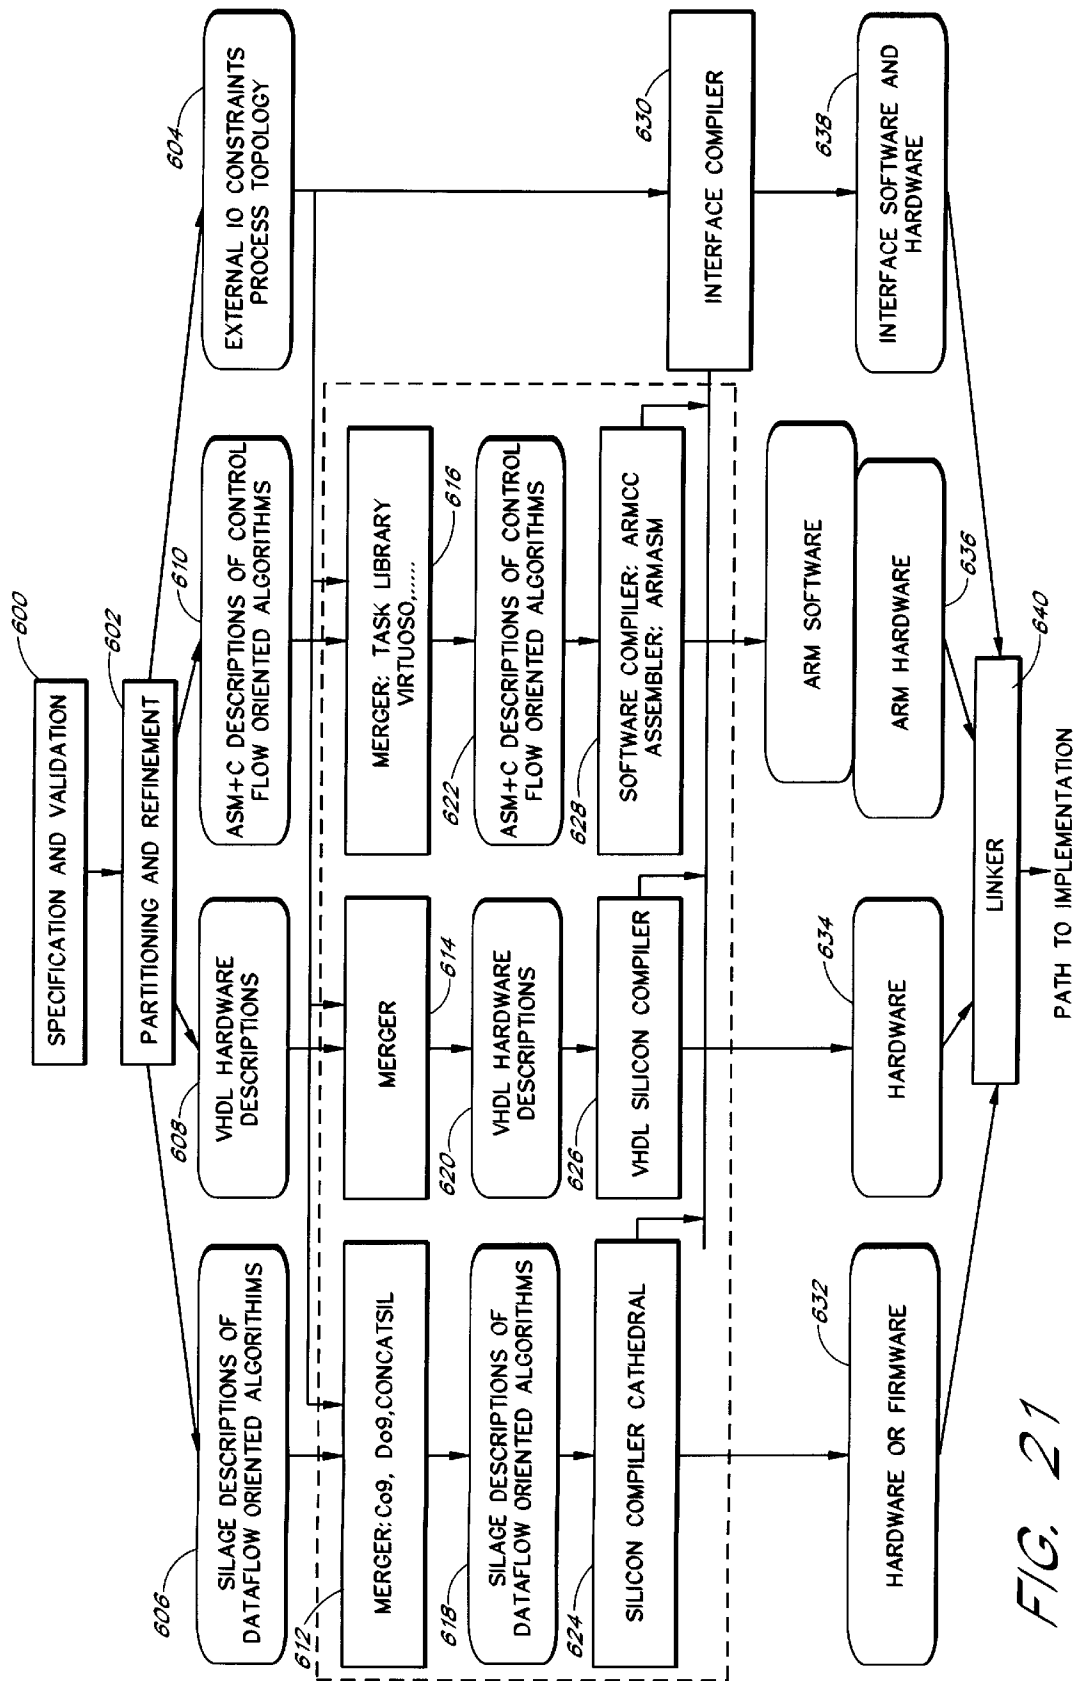 600
SPECIFICATION AND VALIDATION
602
PARTITIONING AND REFINEMENT
606
SILAGE DESCRIPTIONS OF
DATAFLOW ORIENTED ALGORITHIMS
608
VHDL HARDWARE
DESCRIPTIONS
610
ASM+C DESCRIPTIONS OF CONTROL
FLOW ORIENTED ALGORITHMS
604
EXTERNAL IO CONSTRAINTS
PROCESS TOPOLOGY
612
MERGER: Co9, Do9,CONCATSIL
MERGER
614
MERGER: TASK LIBRARY
VIRTUOSO,.....
616
618
SILAGE DESCRIPTIONS OF
DATAFLOW ORIENTED ALGORITHMS
620
VHDL HARDWARE
DESCRIPTIONS
622
ASM+C DESCRIPTIONS OF CONTROL
FLOW ORIENTED ALGORITHMS
624
SILICON COMPILER CATHEDRAL
626
VHDL SILICON COMPILER
628
SOFTWARE COMPILER: ARMCC
ASSEMBLER: ARMASM
630
INTERFACE COMPILER
632
HARDWARE OR FIRMWARE
634
HARDWARE
ARM SOFTWARE
ARM HARDWARE
636
638
INTERFACE SOFTWARE AND
HARDWARE
LINKER
640
PATH TO IMPLEMENTATION
FIG. 21